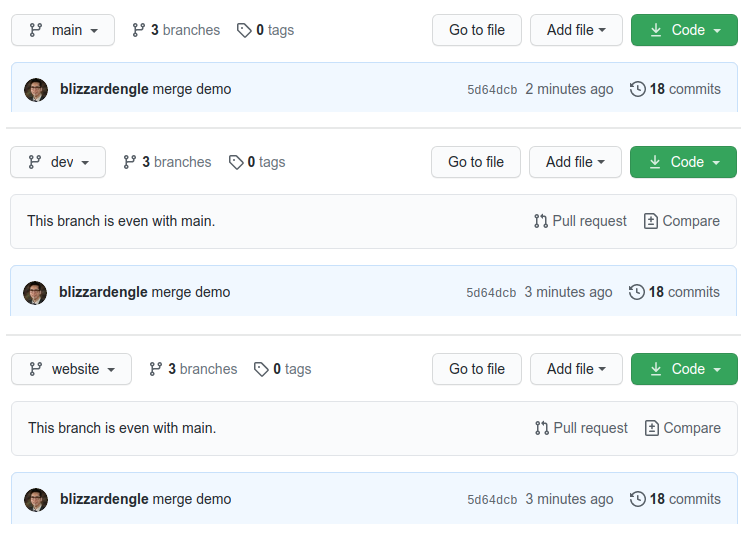 main 3 branches 0 tags Go to file Add file Code
blizzardengle merge demo 5d64dcb 2 minutes ago 18 commits
dev 3 branches 0 tags Go to file Add file Code
This branch is even with main. Pull request Compare
blizzardengle merge demo 5d64dcb 3 minutes ago 18 commits
website 3 branches 0 tags Go to file Add file Code
This branch is even with main. Pull request Compare
blizzardengle merge demo 5d64dcb 3 minutes ago 18 commits